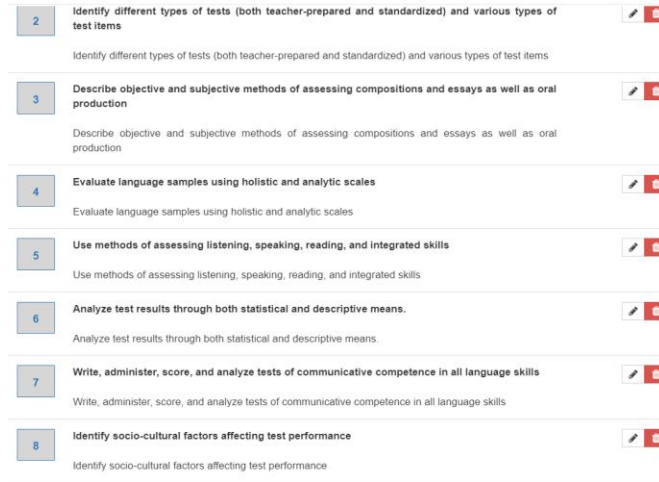 2
Identify different types of tests (both teacher-prepared and standardized) and various types of
test items
Identify different types of tests (both teacher-prepared and standardized) and various types of test items
3
Describe objective and subjective methods of assessing compositions and essays as well as oral
production
Describe objective and subjective methods of assessing compositions and essays as well as oral
production
4
Evaluate language samples using holistic and analytic scales
Evaluate language samples using holistic and analytic scales
5
Use methods of assessing listening, speaking, reading, and integrated skills
Use methods of assessing listening, speaking, reading, and integrated skills
6
Analyze test results through both statistical and descriptive means.
Analyze test results through both statistical and descriptive means.
7
Write, administer, score, and analyze tests of communicative competence in all language skills
Write, administer, score, and analyze tests of communicative competence in all language skills
8
Identify socio-cultural factors affecting test performance
Identify socio-cultural factors affecting test performance